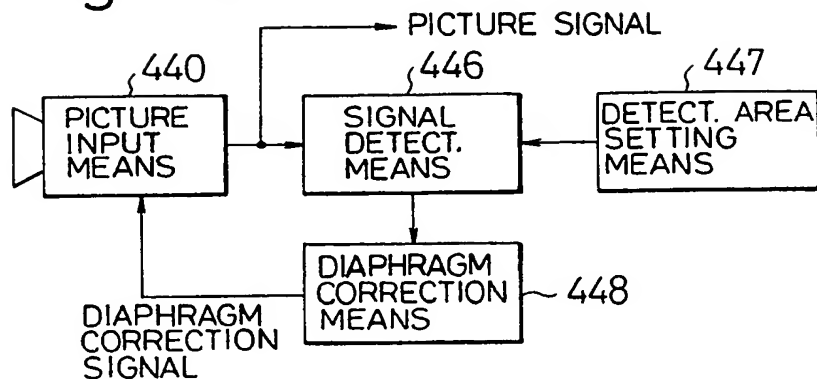 PICTURE SIGNAL
440
446
447
PICTURE
INPUT
MEANS
SIGNAL
DETECT.
MEANS
DETECT. AREA
SETTING
MEANS
DIAPHRAGM
CORRECTION
MEANS
448
DIAPHRAGM
CORRECTION
SIGNAL